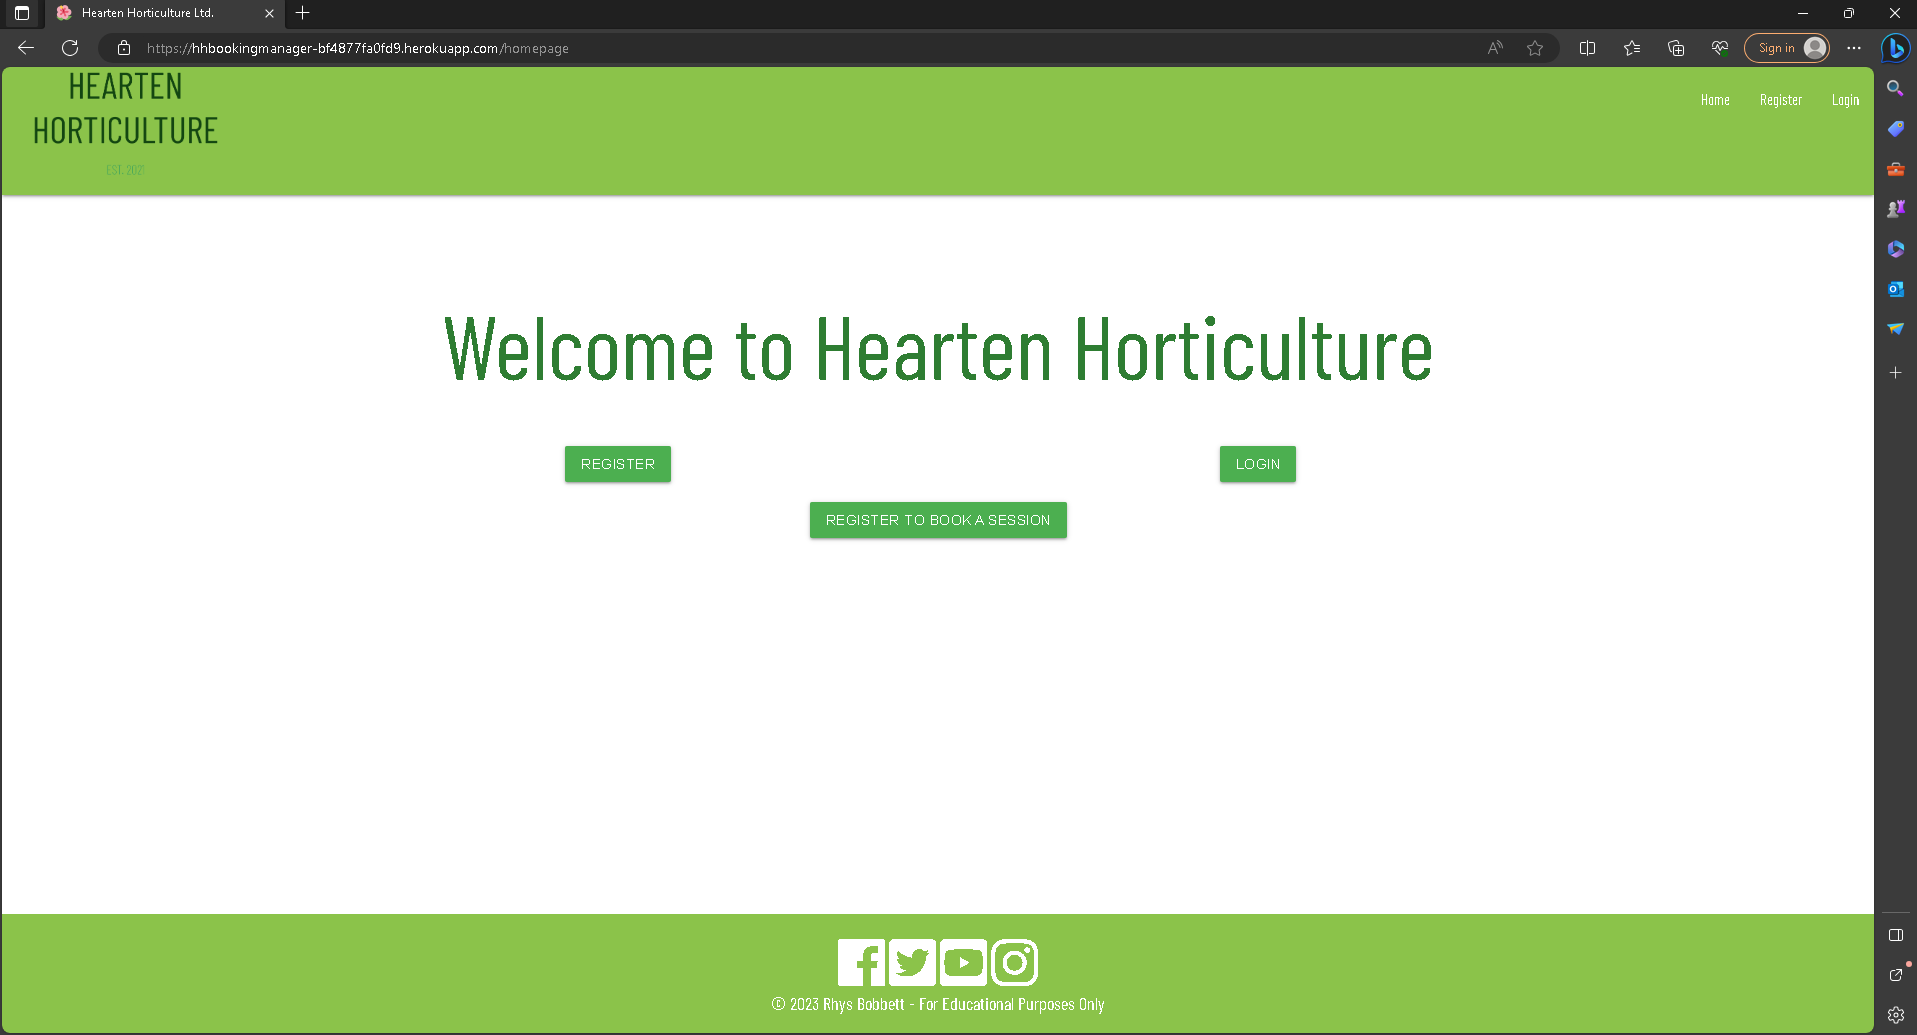 Hearten Horticulture Ltd.
https://hhbookingmanager-bf4877fa0fd9.herokuapp.com/homepage
Sign in
HEARTEN
HORTICULTURE
EST. 2021
Home Register Login
Welcome to Hearten Horticulture
REGISTER LOGIN
REGISTER TO BOOK A SESSION
© 2023 Rhys Bobbett - For Educational Purposes Only